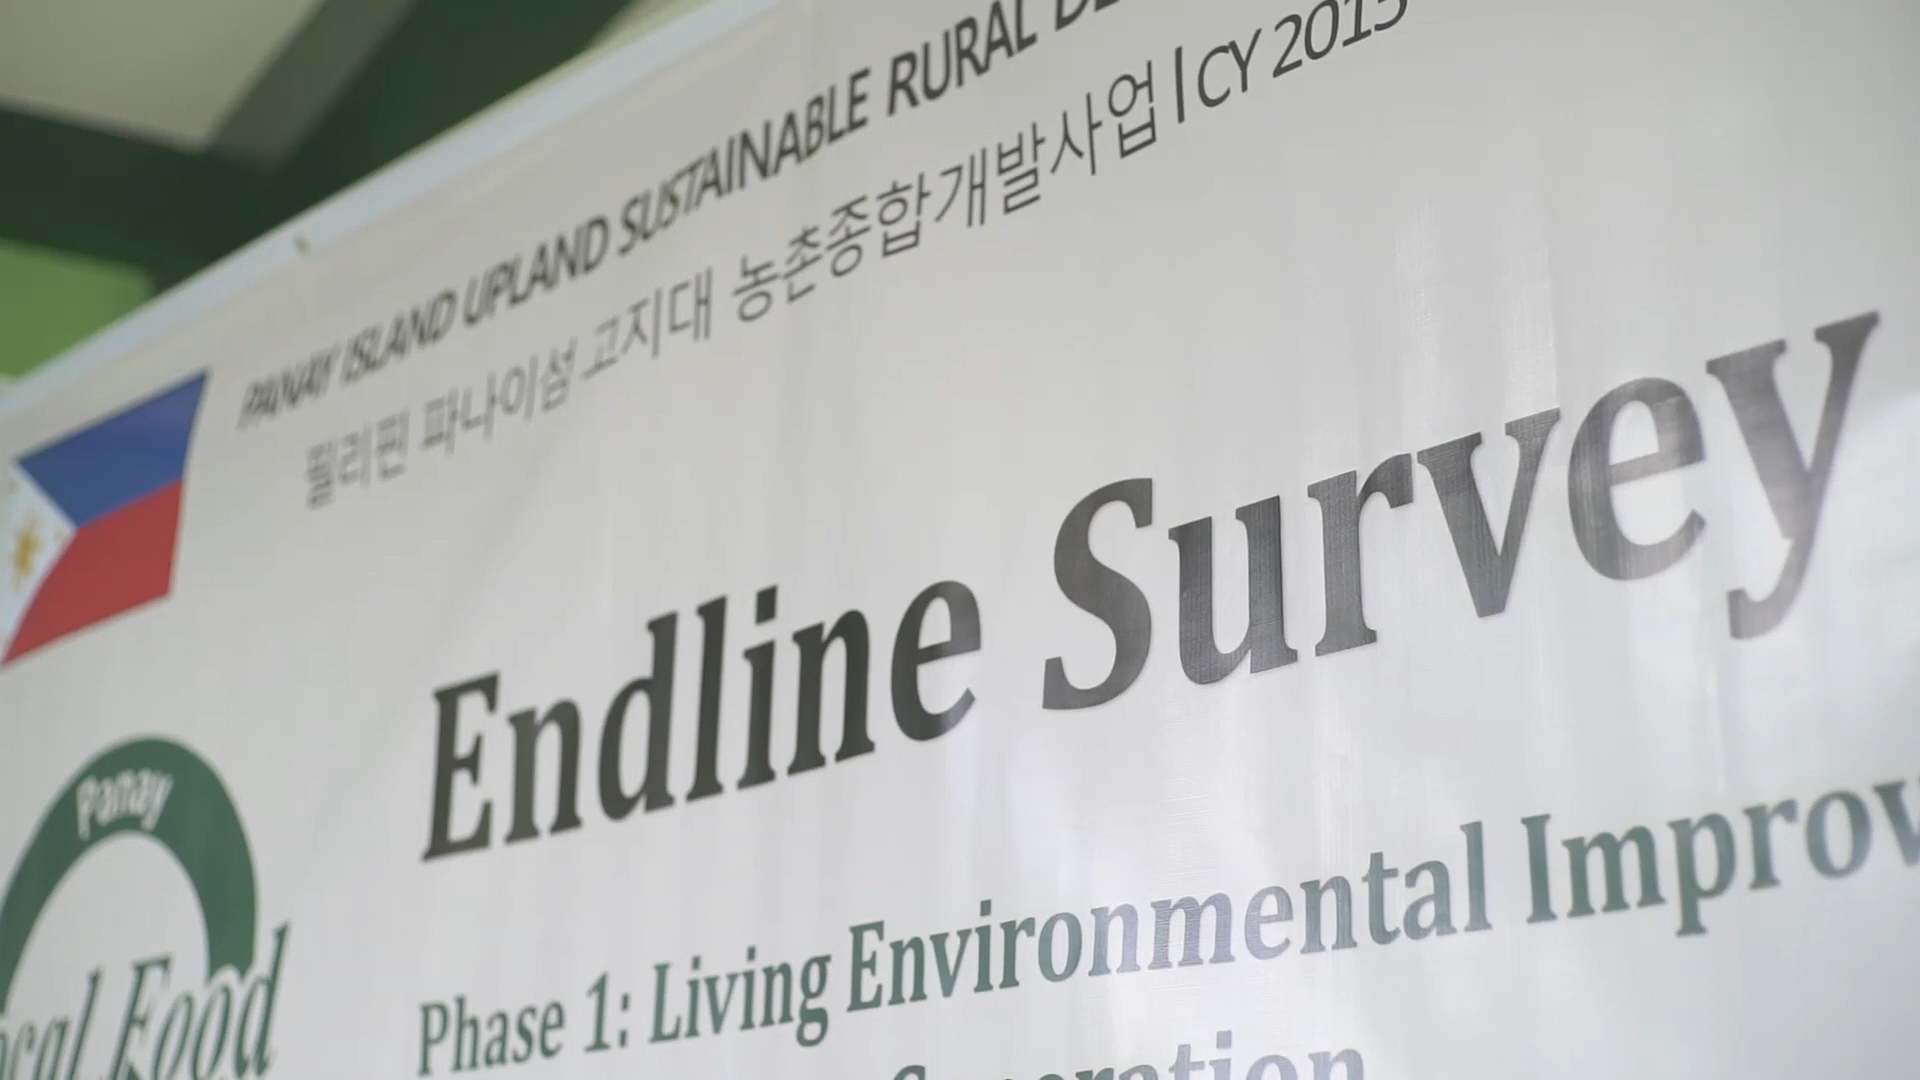 PANAY ISLAND UPLAND SUSTAINABLE RURAL
필리핀 파나이섬 고지대 농촌종합개발사업 | CY 2015
Endline Survey
Panay
Food
Phase 1: Living Environmental Improv